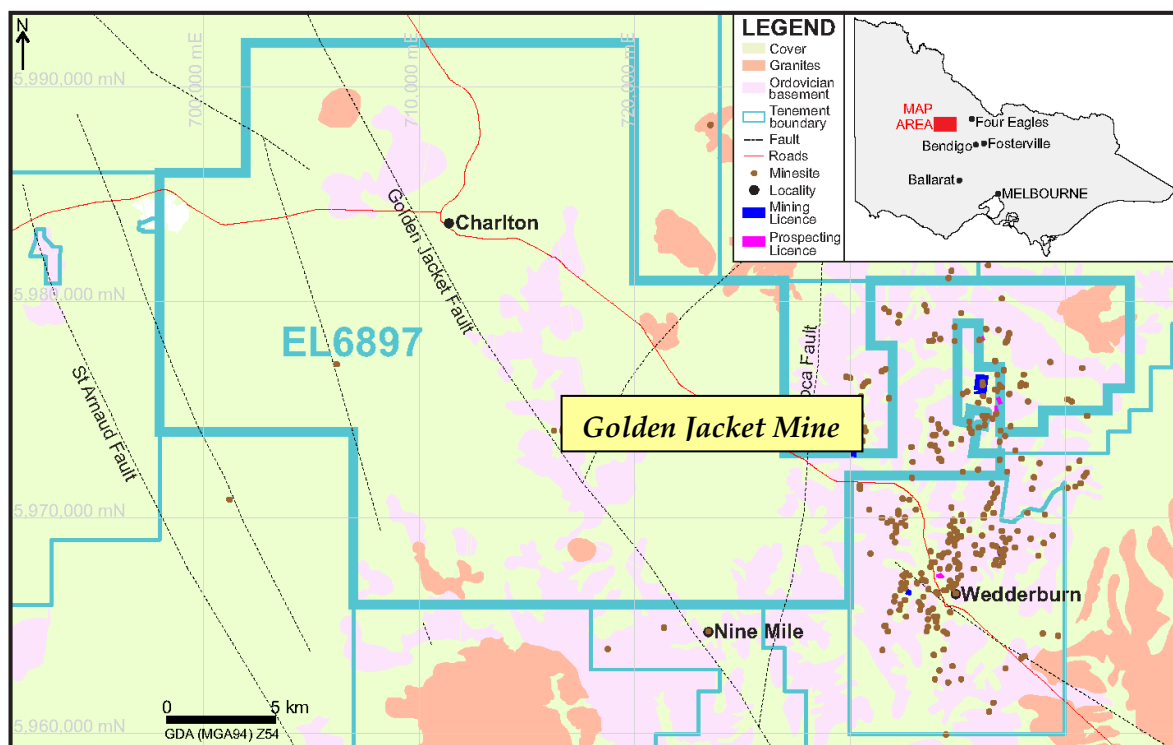 N
5,990,000 mN
5,980,000 mN
5,970,000 mN
5,960,000 mN
700,000 mE
710,000 mE
720,000 mE
Charlton
Golden Jacket Fault
EL6897
St Arnaud Fault
oca Fault
Golden Jacket Mine
Wedderburn
Nine Mile
0 5 km
GDA (MGA94) Z54
LEGEND
Cover
Granites
Ordovician
basement
Tenement
boundary
Fault
Roads
Minesite
Locality
Mining
Licence
Prospecting
Licence
MAP
AREA
Four Eagles
Bendigo
Fosterville
Ballarat
MELBOURNE